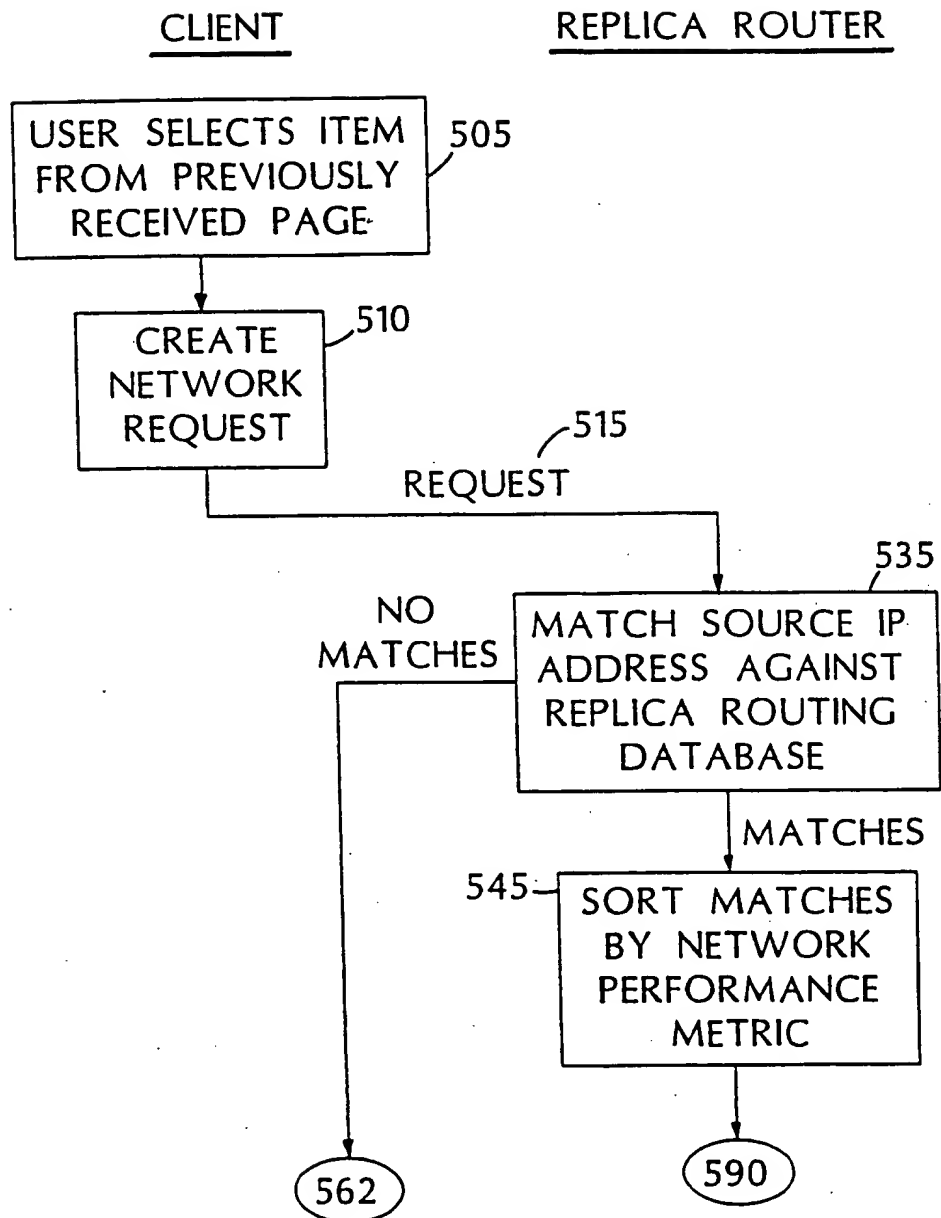 CLIENT
REPLICA ROUTER
USER SELECTS ITEM
FROM PREVIOUSLY
RECEIVED PAGE
505
CREATE
NETWORK
REQUEST
510
515
REQUEST
535
MATCH SOURCE IP
ADDRESS AGAINST
REPLICA ROUTING
DATABASE
NO
MATCHES
MATCHES
545
SORT MATCHES
BY NETWORK
PERFORMANCE
METRIC
562
590